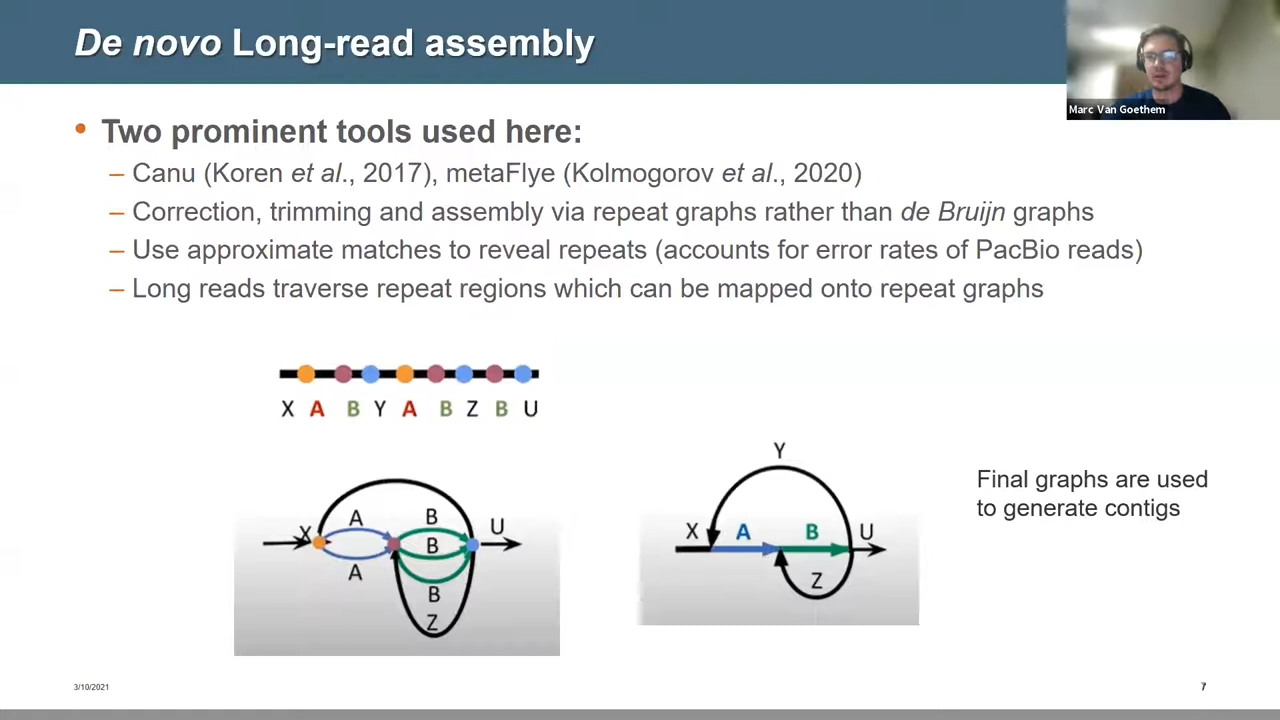 De novo Long-read assembly
Marc Van Goethem
• Two prominent tools used here:
– Canu (Koren et al., 2017), metaFlye (Kolmogorov et al., 2020)
– Correction, trimming and assembly via repeat graphs rather than de Bruijn graphs
– Use approximate matches to reveal repeats (accounts for error rates of PacBio reads)
– Long reads traverse repeat regions which can be mapped onto repeat graphs
X A B Y A B Z B U
X A B U
B
A B
Z
Y
X A B U
Z
Final graphs are used
to generate contigs
3/10/2021
7